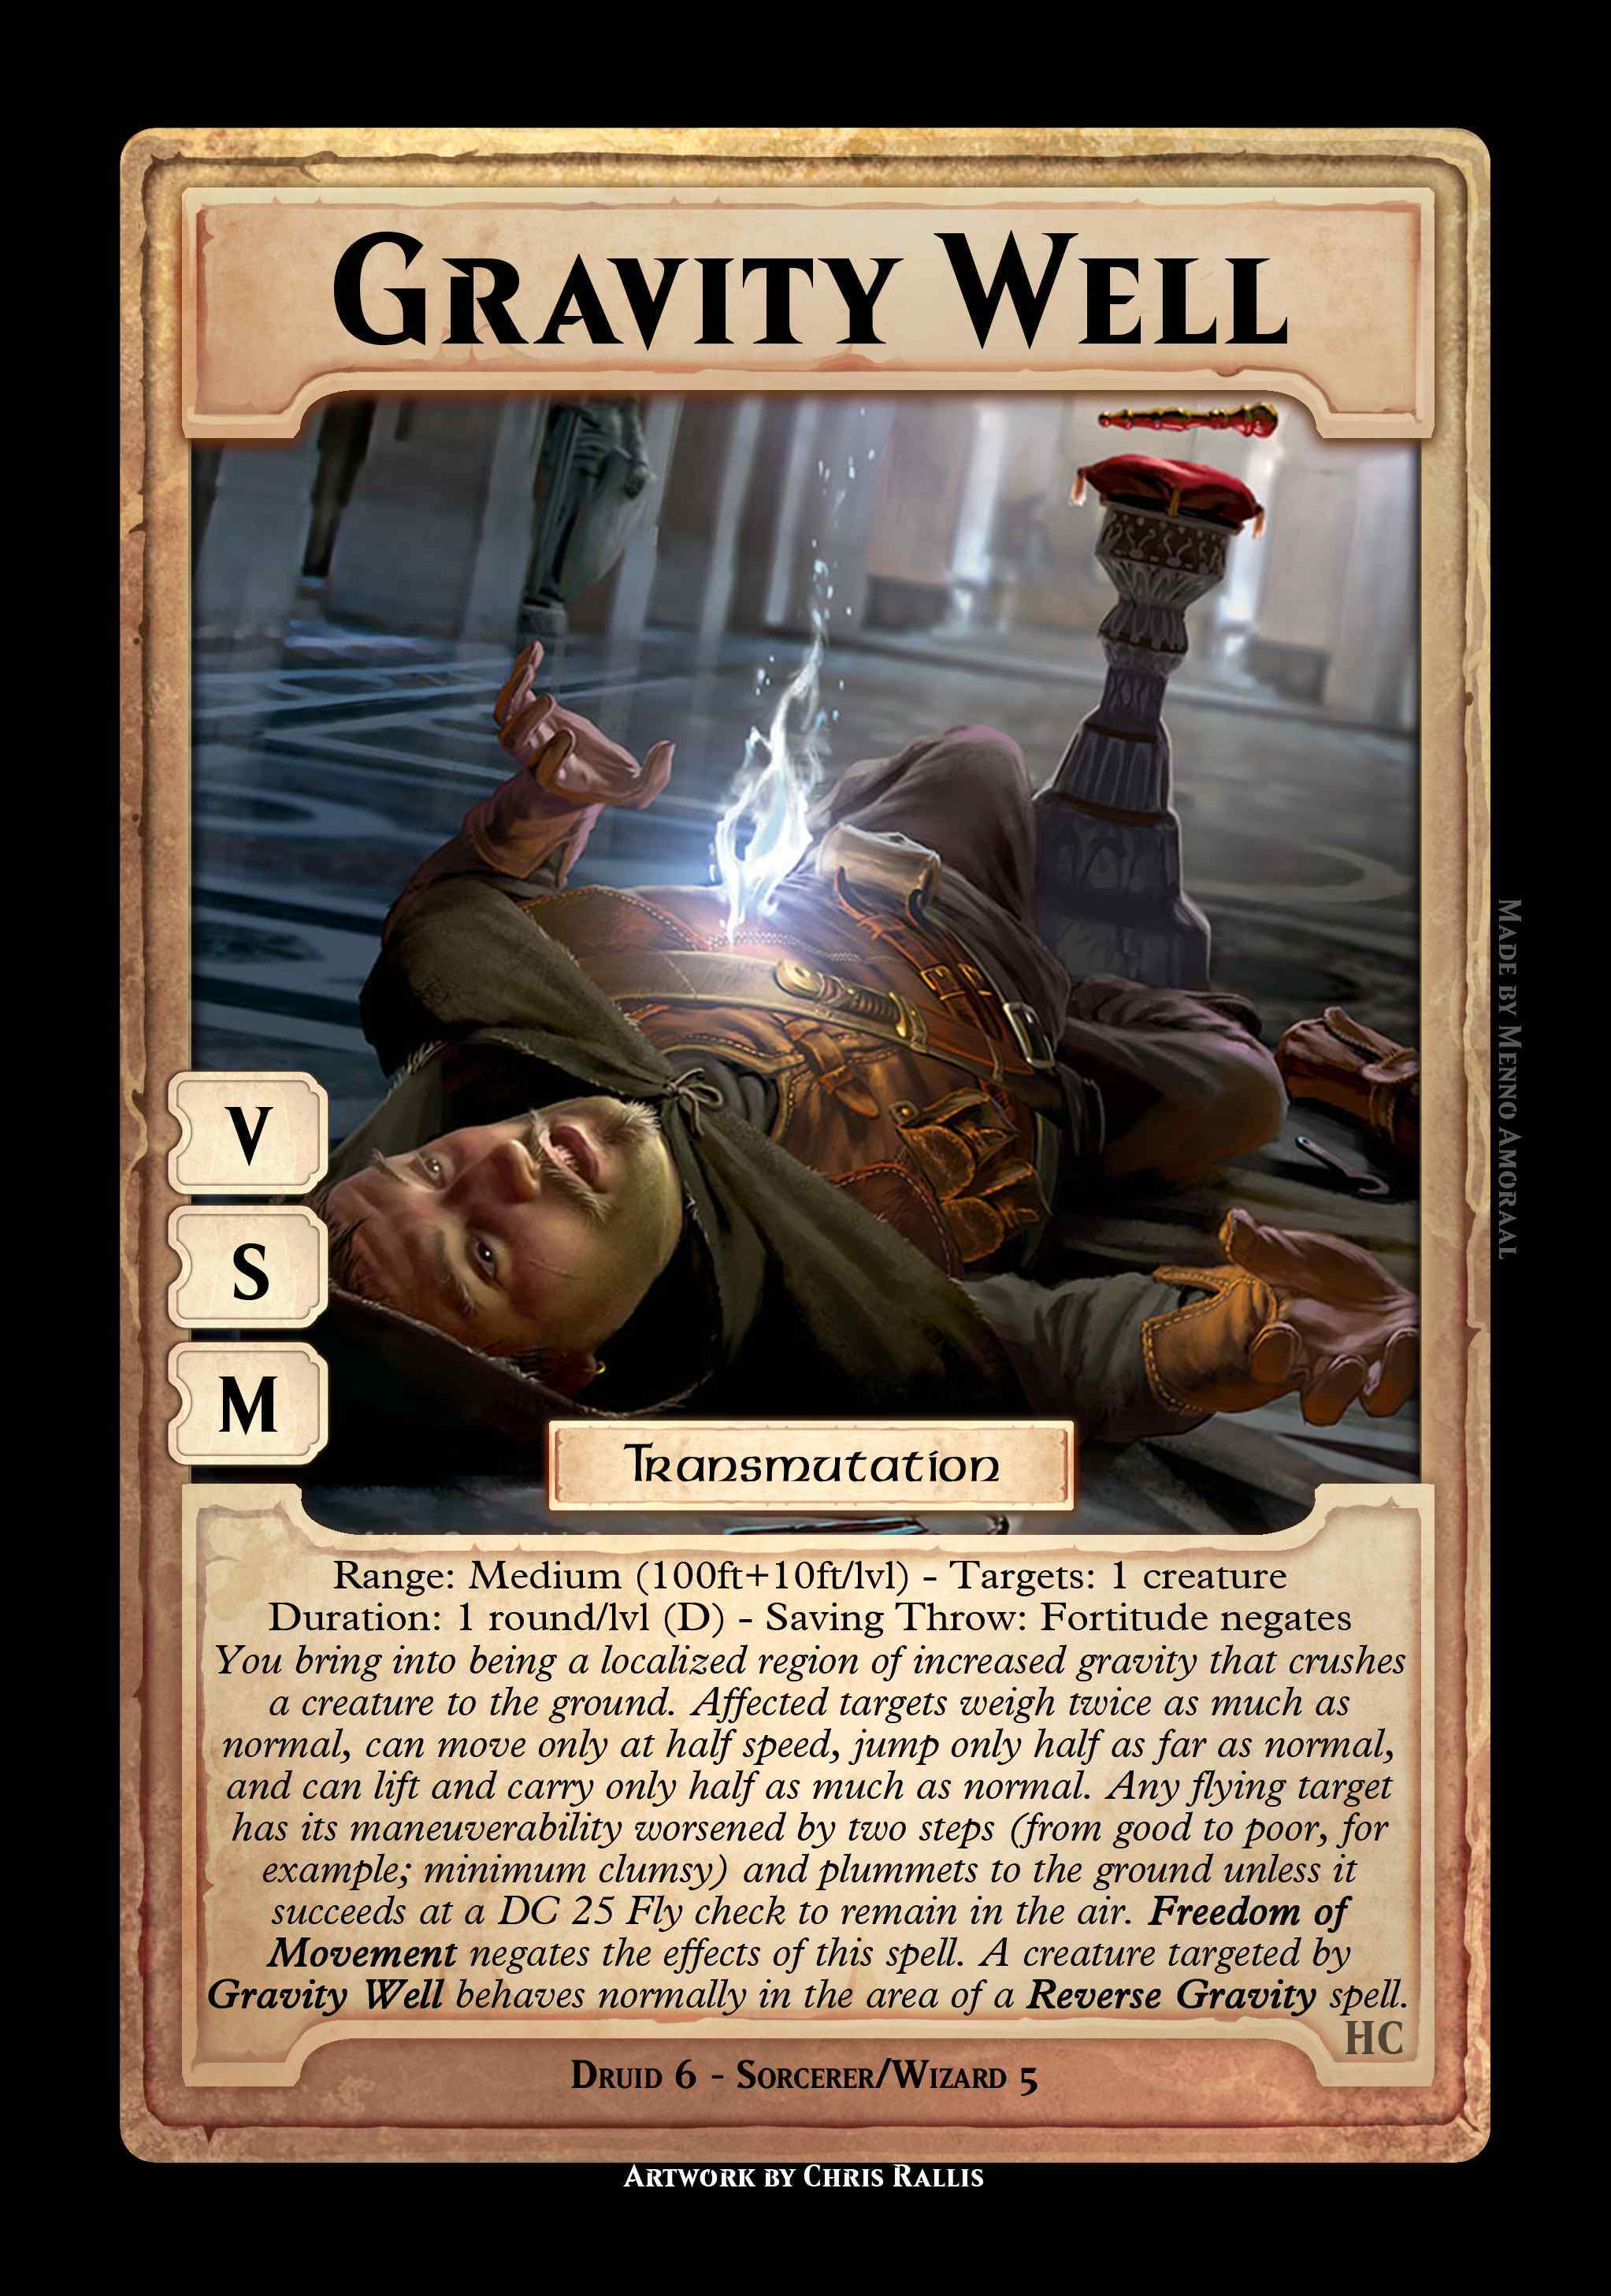 Gravity Well
V
S
M
Transmutation
Range: Medium (100ft+10ft/lvl) - Targets: 1 creature
Duration: 1 round/lvl (D) - Saving Throw: Fortitude negates
You bring into being a localized region of increased gravity that crushes
a creature to the ground. Affected targets weigh twice as much as
normal, can move only at half speed, jump only half as far as normal,
and can lift and carry only half as much as normal. Any flying target
has its maneuverability worsened by two steps (from good to poor, for
example; minimum clumsy) and plummets to the ground unless it
succeeds at a DC 25 Fly check to remain in the air. Freedom of
Movement negates the effects of this spell. A creature targeted by
Gravity Well behaves normally in the area of a Reverse Gravity spell.
HC
Druid 6 - Sorcerer/Wizard 5
Artwork by Chris Rallis
Made by Menno Amoraal